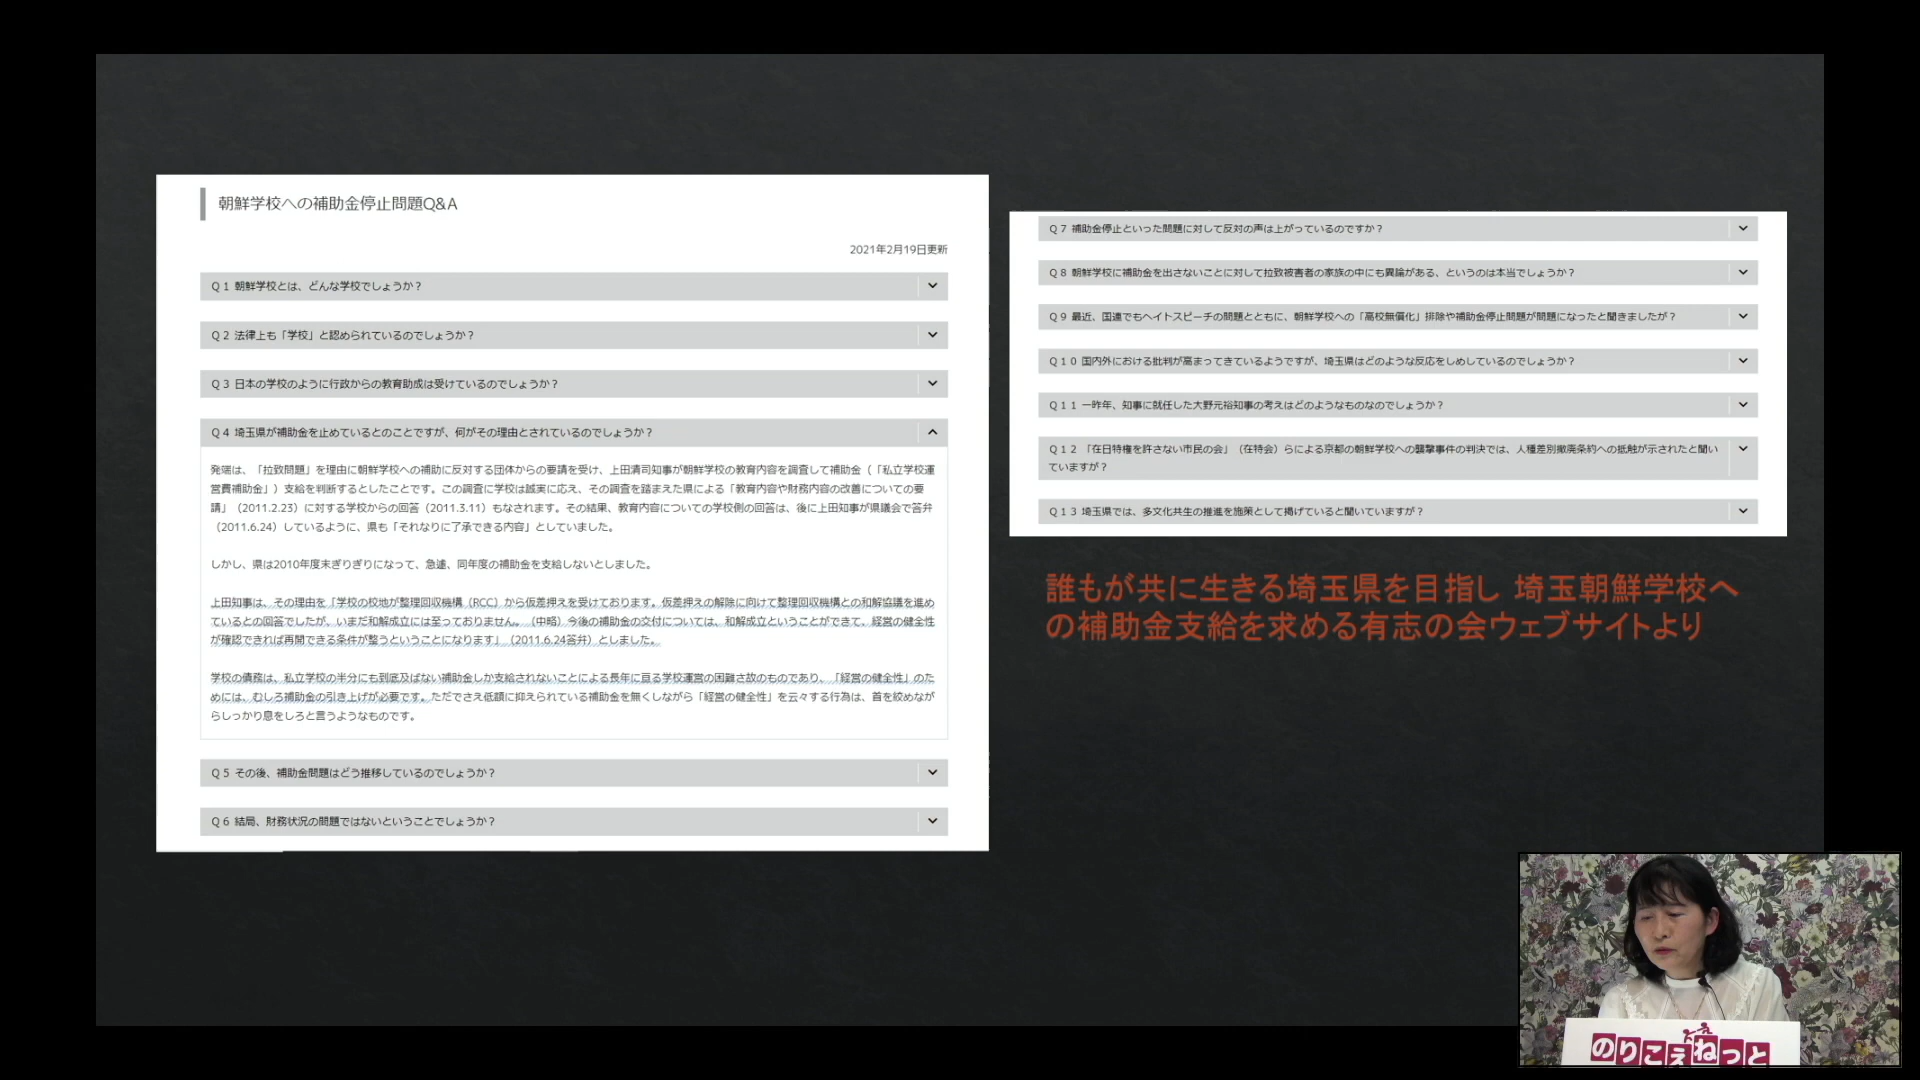 朝鮮学校への補助金停止問題Q&A
2021年2月19日更新
Q１ 朝鮮学校とは、どんな学校でしょうか？
Q２ 法律上も「学校」と認められているのでしょうか？
Q３ 日本の学校のように行政からの教育助成は受けているのでしょうか？
Q４ 埼玉県が補助金を止めているとのことですが、何がその理由とされているのでしょうか？
発端は、「拉致問題」を理由に朝鮮学校への補助に反対する団体からの要請を受け、上田清司知事が朝鮮学校の教育内容を調査して補助金（「私立学校運
営費補助金」）支給を判断するとしたことです。この調査に学校は誠実に応え、その調査を踏まえた県による「教育内容や財務内容の改善についての要
請」（2011.2.23）に対する学校からの回答（2011.3.11）もなされます。その結果、教育内容についての学校側の回答は、後に上田知事が県議会で答弁
（2011.6.24）しているように、県も「それなりに了承できる内容」としていました。
しかし、県は2010年度末ぎりぎりになって、急遽、同年度の補助金を支給しないとしました。
上田知事は、その理由を「学校の校地が整理回収機構（RCC）から仮差押えを受けております。仮差押えの解除に向けて整理回収機構との和解協議を進め
ているとの回答でしたが、いまだ和解成立には至っておりません。（中略）今後の補助金の交付については、和解成立ということができて、経営の健全性
が確認できれば再開できる条件が整うということになります」（2011.6.24答弁）としました。
学校の債務は、私立学校の半分にも到底及ばない補助金しか支給されないことによる長年に亘る学校運営の困難さ故のものであり、「経営の健全性」のた
めには、むしろ補助金の引き上げが必要です。ただでさえ低額に抑えられている補助金を無くしながら「経営の健全性」を云々する行為は、首を絞めなが
らしっかり息をしろと言うようなものです。
Q５ その後、補助金問題はどう推移しているのでしょうか？
Q６ 結局、財務状況の問題ではないということでしょうか？
Q７ 補助金停止といった問題に対して反対の声は上がっているのですか？
Q８ 朝鮮学校に補助金を出さないことに対して拉致被害者の家族の中にも異論がある、というのは本当でしょうか？
Q９ 最近、国連でもヘイトスピーチの問題とともに、朝鮮学校への「高校無償化」排除や補助金停止問題が問題になったと聞きましたが？
Q１０ 国内外における批判が高まってきているようですが、埼玉県はどのような反応をしめしているのでしょうか？
Q１１ 一昨年、知事に就任した大野元裕知事の考えはどのようなものなのでしょうか？
Q１２ 「在日特権を許さない市民の会」（在特会）らによる京都の朝鮮学校への襲撃事件の判決では、人種差別撤廃条約への抵触が示されたと聞い
ていますが？
Q１３ 埼玉県では、多文化共生の推進を施策として掲げていると聞いていますが？
誰もが共に生きる埼玉県を目指し 埼玉朝鮮学校へ
の補助金支給を求める有志の会ウェブサイトより
のりこえねっと